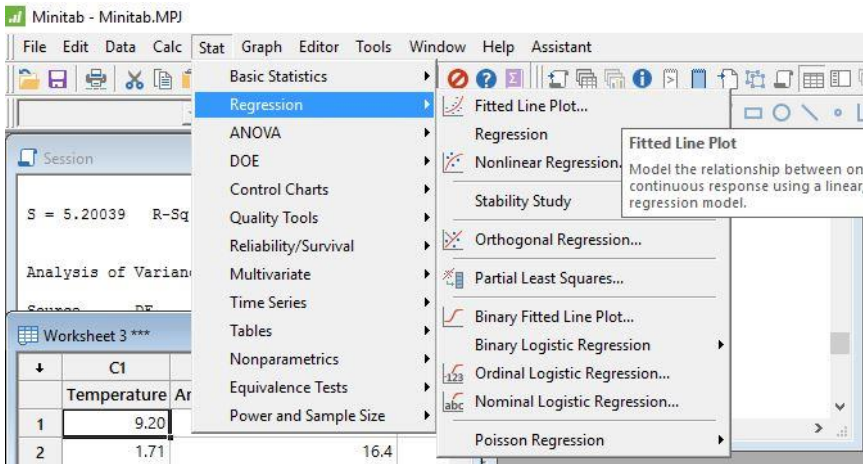 Minitab - Minitab.MPJ
File Edit Data Calc Stat Graph Editor Tools Window Help Assistant
Basic Statistics
Regression
ANOVA
DOE
Control Charts
Quality Tools
Reliability/Survival
Multivariate
Time Series
Tables
Nonparametrics
Equivalence Tests
Power and Sample Size
Fitted Line Plot...
Regression
Nonlinear Regression.
Stability Study
Orthogonal Regression...
Partial Least Squares...
Binary Fitted Line Plot...
Binary Logistic Regression
Ordinal Logistic Regression...
Nominal Logistic Regression...
Poisson Regression
Fitted Line Plot
Model the relationship between on
continuous response using a linear,
regression model.
Session
S = 5.20039 R-Sq
Analysis of Varian
Source DF
Worksheet 3 ***
C1
Temperature
1 9.20
2 1.71 16.4